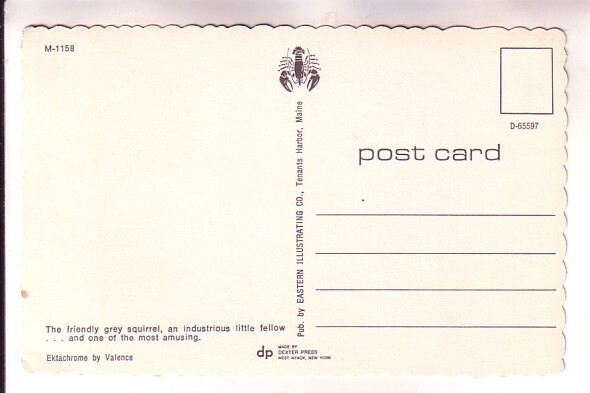 M-1158
D-65597
post card
Pub. by EASTERN ILLUSTRATING CO., Tenants Harbor, Maine
The friendly grey squirrel, an industrious little fellow
. . . and one of the most amusing.
Ektachrome by Valence
dp
MADE BY
DEXTER PRESS
WEST NYACK, NEW YORK